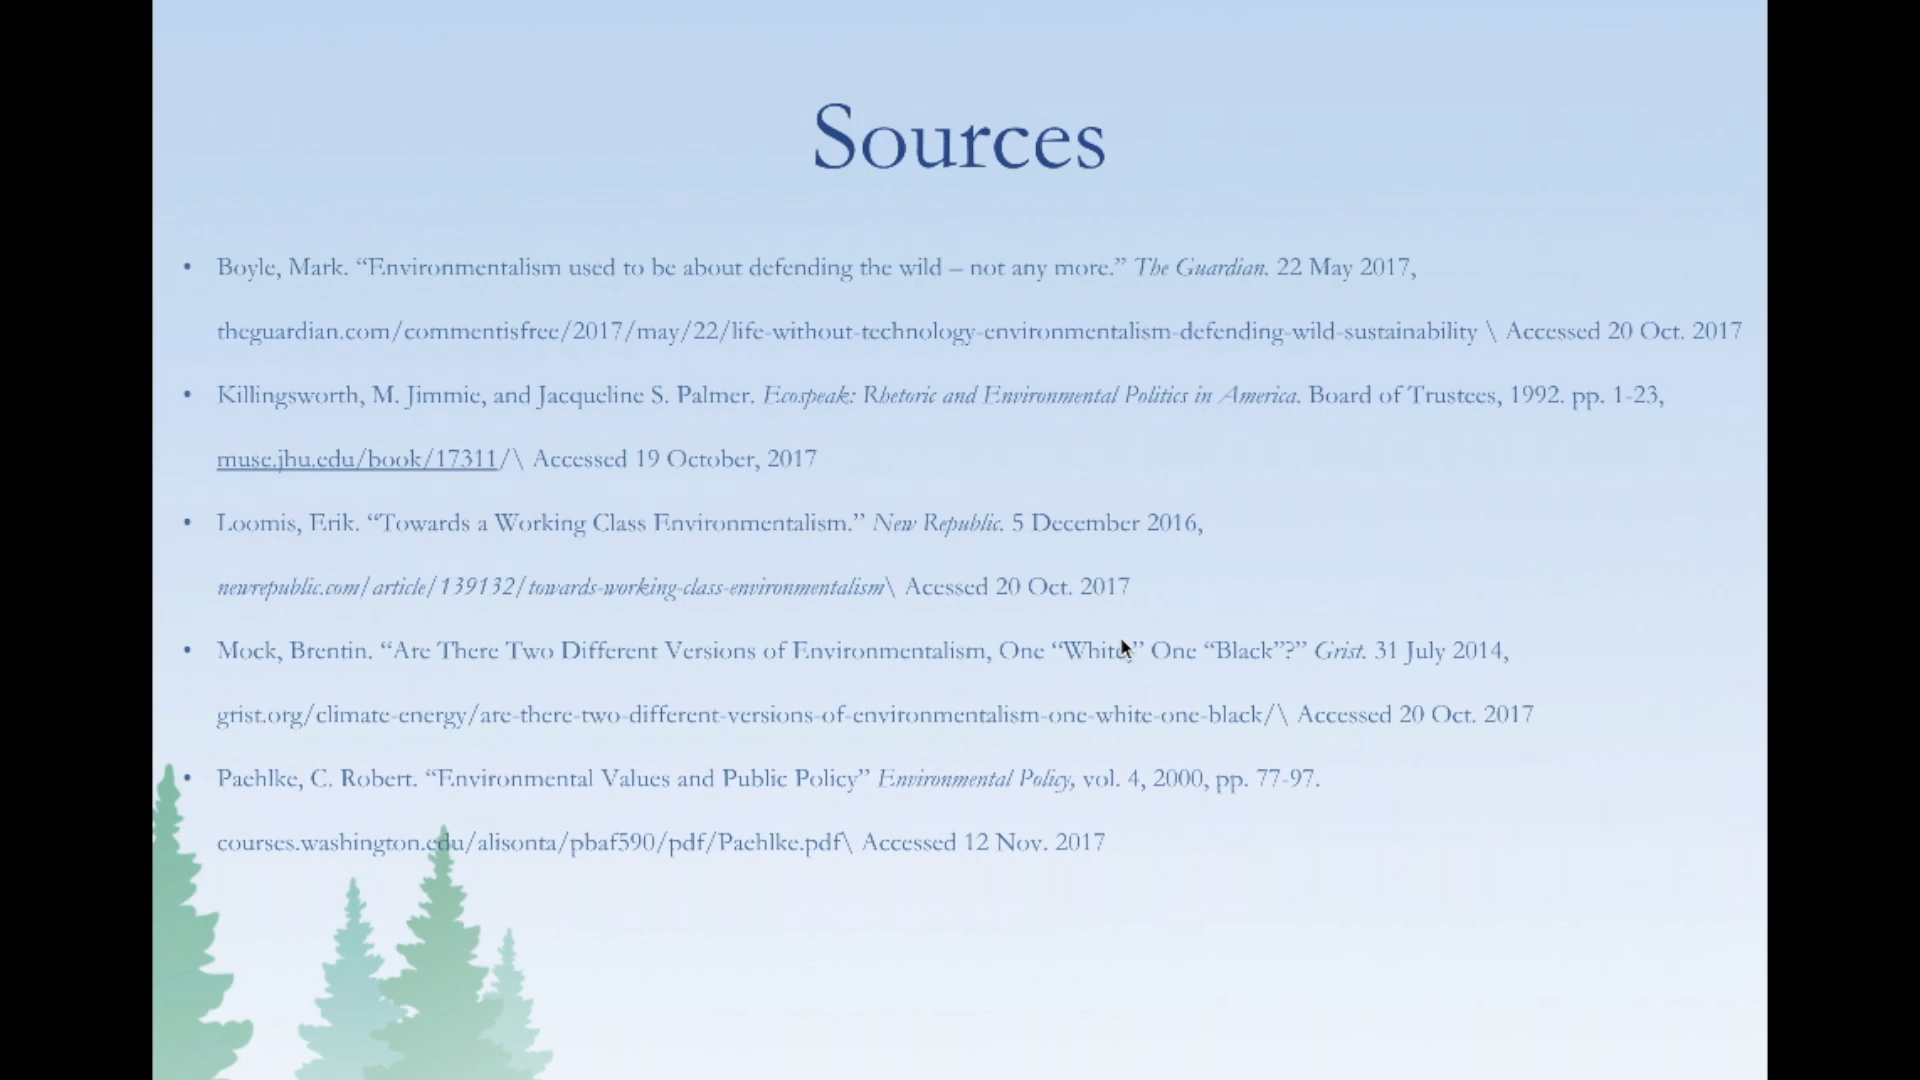 Sources
• Boyle, Mark. “Environmentalism used to be about defending the wild – not any more.” The Guardian. 22 May 2017,
theguardian.com/commentisfree/2017/may/22/life-without-technology-environmentalism-defending-wild-sustainability \ Accessed 20 Oct. 2017
• Killingsworth, M. Jimmie, and Jacqueline S. Palmer. Ecospeak: Rhetoric and Environmental Politics in America. Board of Trustees, 1992. pp. 1-23,
muse.jhu.edu/book/17311/\ Accessed 19 October, 2017
• Loomis, Erik. “Towards a Working Class Environmentalism.” New Republic. 5 December 2016,
newrepublic.com/article/139132/towards-working-class-environmentalism\ Acessed 20 Oct. 2017
• Mock, Brentin. “Are There Two Different Versions of Environmentalism, One “White,” One “Black”?” Grist. 31 July 2014,
grist.org/climate-energy/are-there-two-different-versions-of-environmentalism-one-white-one-black/\ Accessed 20 Oct. 2017
• Paehlke, C. Robert. “Environmental Values and Public Policy” Environmental Policy, vol. 4, 2000, pp. 77-97.
courses.washington.edu/alisonta/pbaf590/pdf/Paehlke.pdf\ Accessed 12 Nov. 2017